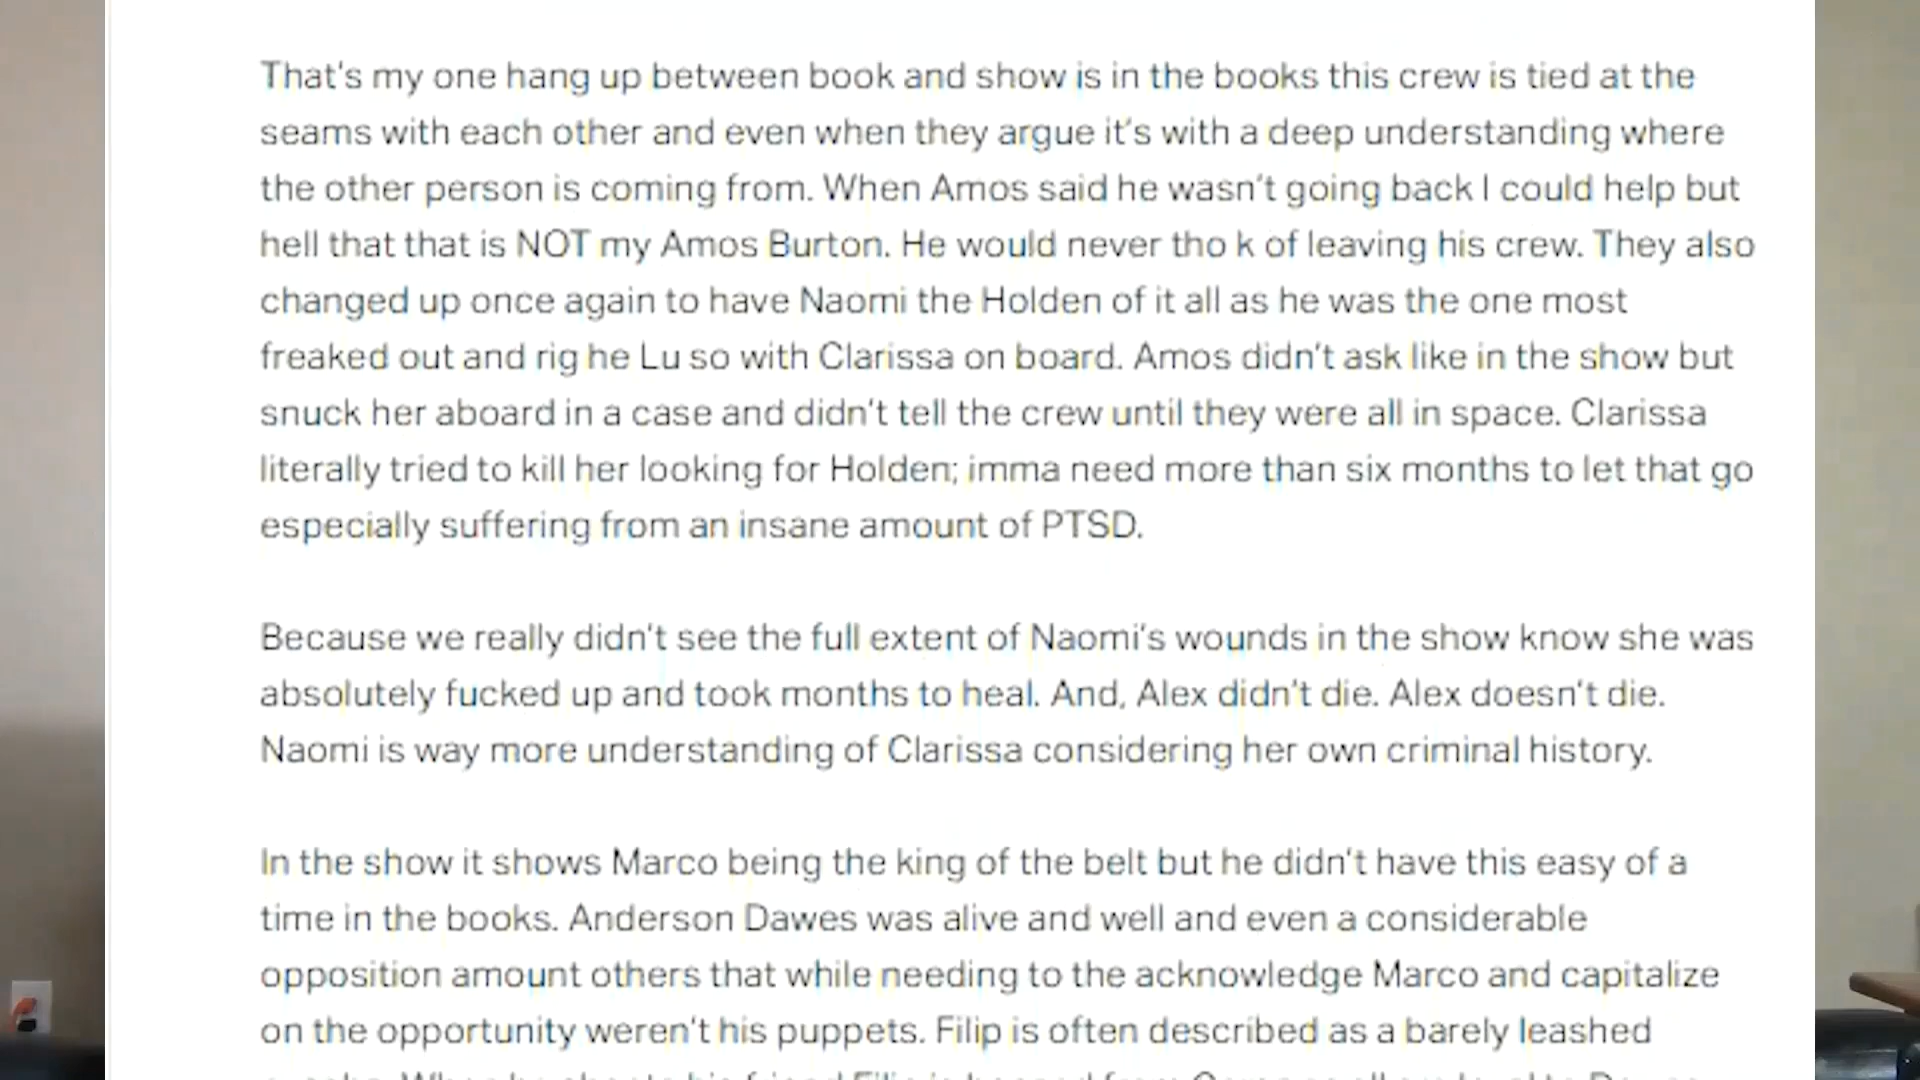 That's my one hang up between book and show is in the books this crew is tied at the
seams with each other and even when they argue it's with a deep understanding where
the other person is coming from. When Amos said he wasn't going back I could help but
hell that that is NOT my Amos Burton. He would never tho k of leaving his crew. They also
changed up once again to have Naomi the Holden of it all as he was the one most
freaked out and rig he Lu so with Clarissa on board. Amos didn't ask like in the show but
snuck her aboard in a case and didn't tell the crew until they were all in space. Clarissa
literally tried to kill her looking for Holden; imma need more than six months to let that go
especially suffering from an insane amount of PTSD.
Because we really didn't see the full extent of Naomi's wounds in the show know she was
absolutely fucked up and took months to heal. And, Alex didn't die. Alex doesn't die.
Naomi is way more understanding of Clarissa considering her own criminal history.
In the show it shows Marco being the king of the belt but he didn't have this easy of a
time in the books. Anderson Dawes was alive and well and even a considerable
opposition amount others that while needing to the acknowledge Marco and capitalize
on the opportunity weren't his puppets. Filip is often described as a barely leashed